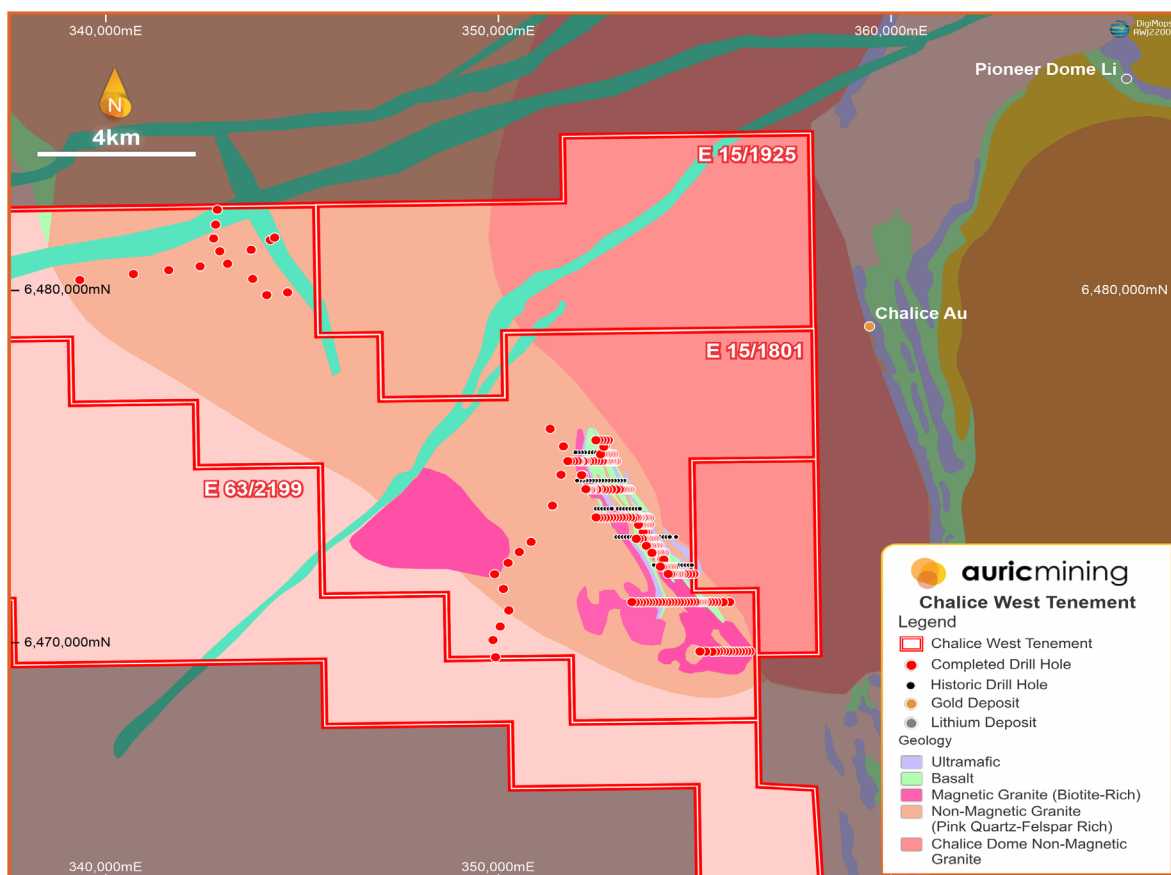 340,000mE
350,000mE
360,000mE
DigiMaps
RWJ2200
Pioneer Dome Li
N
4km
E 15/1925
6,480,000mN
6,480,000mN
Chalice Au
E 15/1801
E 63/2199
6,470,000mN
auricmining
Chalice West Tenement
Legend
Chalice West Tenement
Completed Drill Hole
Historic Drill Hole
Gold Deposit
Lithium Deposit
Geology
Ultramafic
Basalt
Magnetic Granite (Biotite-Rich)
Non-Magnetic Granite
(Pink Quartz-Felspar Rich)
Chalice Dome Non-Magnetic
Granite
340,000mE
350,000mE